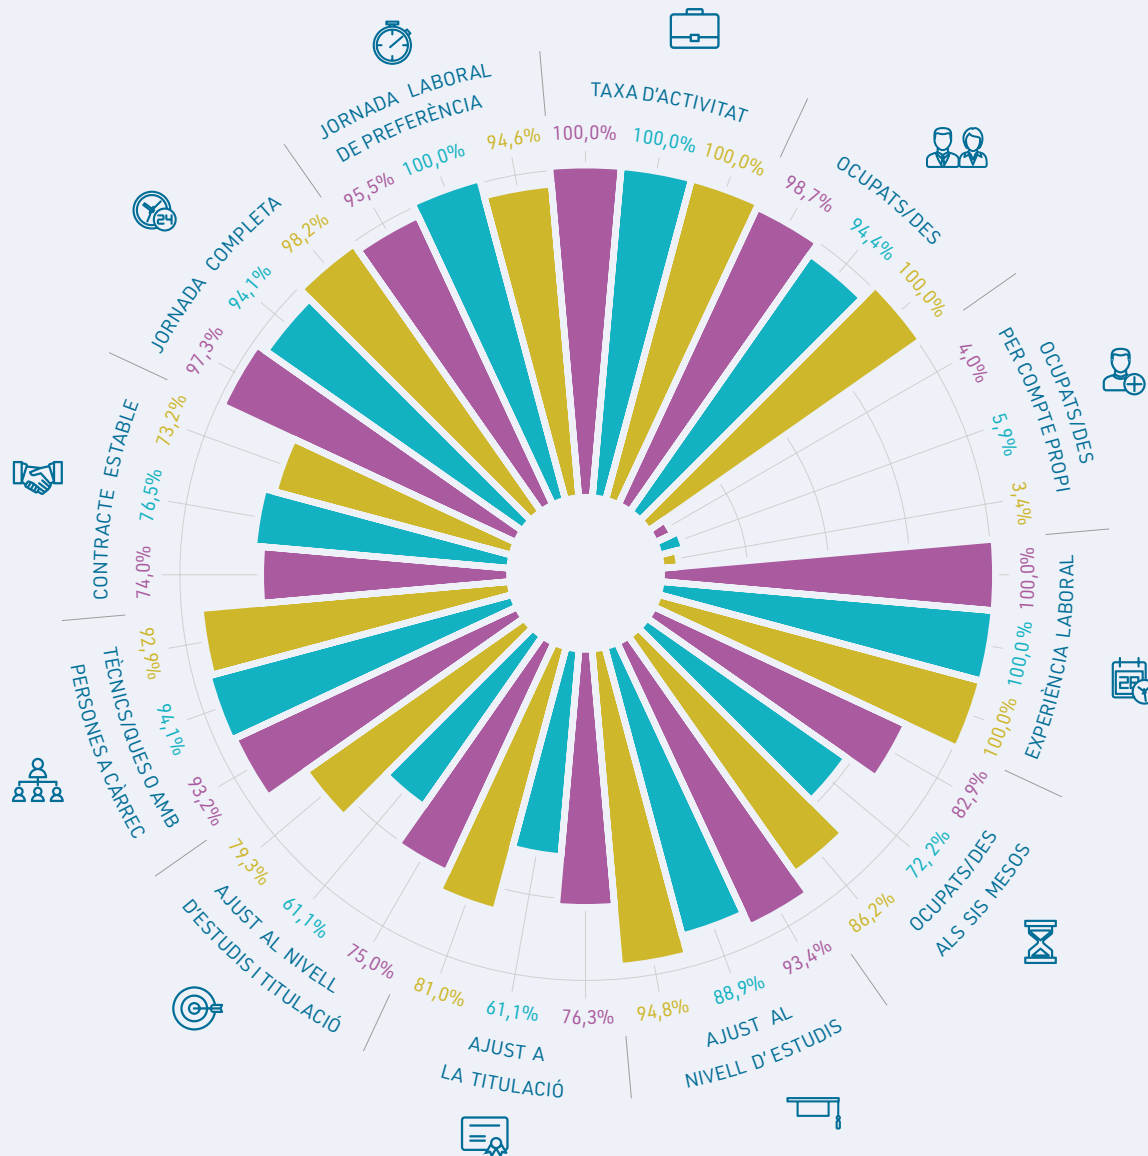 TAXA D'ACTIVITAT
100,0%
100,0%
100,0%
OCUPATS/DES
98,7%
94,4%
100,0%
OCUPATS/DES
PER COMPTE PROPI
4,0%
5,9%
3,4%
EXPERIÈNCIA LABORAL
100,0%
100,0 %
100,0%
OCUPATS/DES
ALS SIS MESOS
82,9%
72,2%
86,2%
AJUST AL
NIVELL D'ESTUDIS
93,4%
88,9%
94,8%
AJUST A
LA TITULACIÓ
76,3%
61,1%
81,0%
AJUST AL NIVELL
D'ESTUDIS I TITULACIÓ
75,0%
61,1%
79,3%
TÈCNICS/QUES O AMB
PERSONES A CÀRREC
93,2%
94,1%
92,9%
CONTRACTE ESTABLE
74,0%
76,5%
73,2%
JORNADA COMPLETA
97,3%
94,1%
98,2%
24
JORNADA LABORAL
DE PREFERÈNCIA
95,5%
100,0%
94,6%